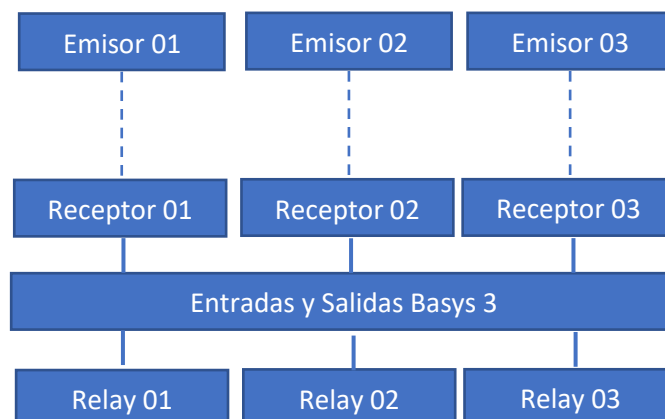 Emisor 01
Emisor 02
Emisor 03
Receptor 01
Receptor 02
Receptor 03
Entradas y Salidas Basys 3
Relay 01
Relay 02
Relay 03